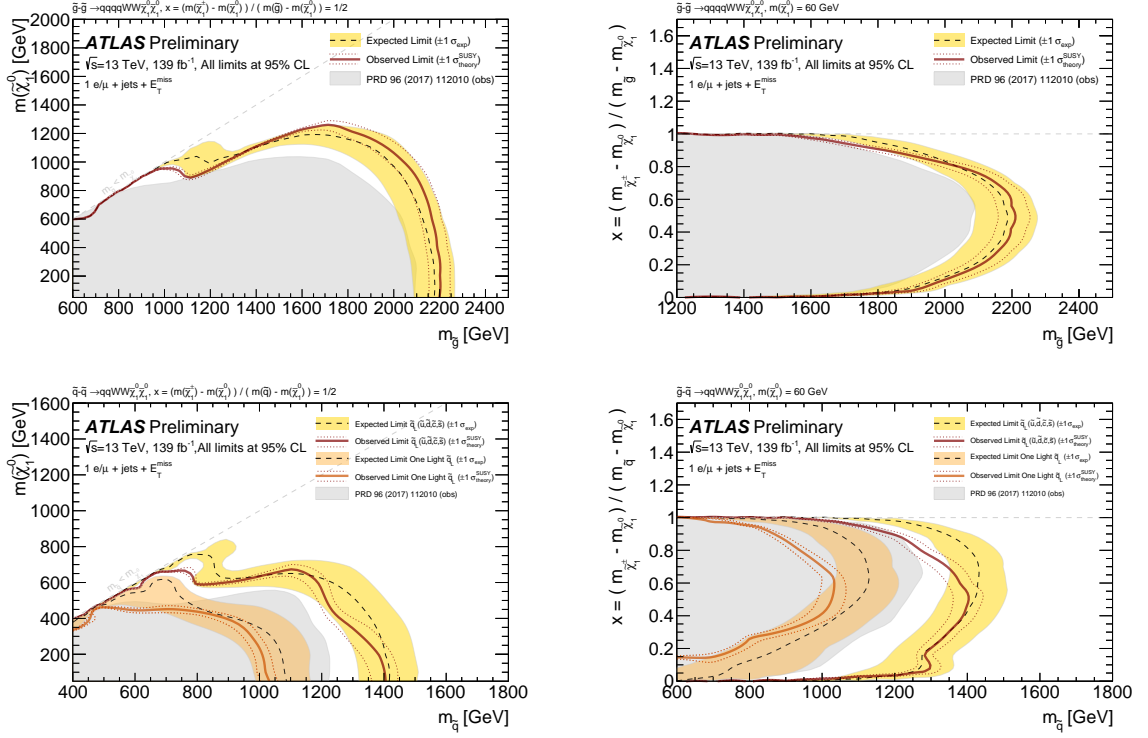 g̃-g̃ →qqqqWWχ̃₁⁰χ̃₁⁰, x = (m(χ̃₁^±) - m(χ̃₁⁰) ) / ( m(g̃) - m(χ̃₁⁰) ) = 1/2
ATLAS Preliminary
√s=13 TeV, 139 fb⁻¹, All limits at 95% CL
1 e/μ + jets + E_T^miss
Expected Limit (±1 σ_exp)
Observed Limit (±1 σ_theory^SUSY)
PRD 96 (2017) 112010 (obs)
m(χ̃₁⁰) [GeV]
2000
1800
1600
1400
1200
1000
800
600
400
200
600 800 1000 1200 1400 1600 1800 2000 2200 2400
m_g̃ [GeV]
g̃-g̃ →qqqqWWχ̃₁⁰χ̃₁⁰, m(χ̃₁⁰) = 60 GeV
ATLAS Preliminary
√s=13 TeV, 139 fb⁻¹, All limits at 95% CL
1 e/μ + jets + E_T^miss
Expected Limit (±1 σ_exp)
Observed Limit (±1 σ_theory^SUSY)
PRD 96 (2017) 112010 (obs)
x = ( m_χ̃₁^± - m_χ̃₁⁰ ) / ( m_g̃ - m_χ̃₁⁰ )
1.6
1.4
1.2
1
0.8
0.6
0.4
0.2
0
1200 1400 1600 1800 2000 2200 2400
m_g̃ [GeV]
q̃-q̃ →qqWWχ̃₁⁰χ̃₁⁰, x = (m(χ̃₁^±) - m(χ̃₁⁰) ) / ( m(q̃) - m(χ̃₁⁰) ) = 1/2
ATLAS Preliminary
√s=13 TeV, 139 fb⁻¹,All limits at 95% CL
1 e/μ + jets + E_T^miss
Expected Limit q̃_L (ũ,d̃,c̃,s̃) (±1 σ_exp)
Observed Limit q̃_L (ũ,d̃,c̃,s̃) (±1 σ_theory^SUSY)
Expected Limit One Light q̃_L (±1 σ_exp)
Observed Limit One Light q̃_L (±1 σ_theory^SUSY)
PRD 96 (2017) 112010 (obs)
m(χ̃₁⁰) [GeV]
1600
1400
1200
1000
800
600
400
200
0
400 600 800 1000 1200 1400 1600 1800
m_q̃ [GeV]
g̃-g̃ →qqWWχ̃₁⁰χ̃₁⁰, m(χ̃₁⁰) = 60 GeV
ATLAS Preliminary
√s=13 TeV, 139 fb⁻¹, All limits at 95% CL
1 e/μ + jets + E_T^miss
Expected Limit q̃_L (ũ,d̃,c̃,s̃) (±1 σ_exp)
Observed Limit q̃_L (ũ,d̃,c̃,s̃) (±1 σ_theory^SUSY)
Expected Limit One Light q̃_L (±1 σ_exp)
Observed Limit One Light q̃_L (±1 σ_theory^SUSY)
PRD 96 (2017) 112010 (obs)
x = ( m_χ̃₁^± - m_χ̃₁⁰ ) / ( m_q̃ - m_χ̃₁⁰ )
1.6
1.4
1.2
1
0.8
0.6
0.4
0.2
0
600 800 1000 1200 1400 1600 1800
m_q̃ [GeV]